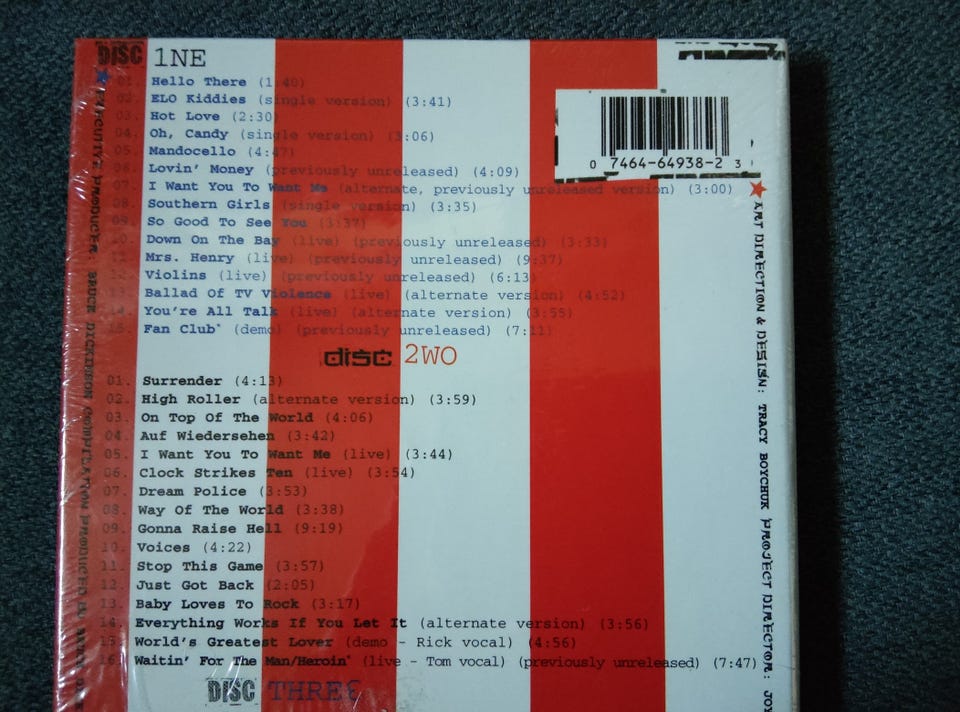 DISC 1NE
01. Hello There (1:40)
02. ELO Kiddies (single version) (3:41)
03. Hot Love (2:30)
04. Oh, Candy (single version) (3:06)
05. Mandocello (4:47)
06. Lovin' Money (previously unreleased) (4:09)
07. I Want You To Want Me (alternate, previously unreleased version) (3:00)
08. Southern Girls (single version) (3:35)
09. So Good To See You (3:37)
10. Down On The Bay (live) (previously unreleased) (3:33)
11. Mrs. Henry (live) (previously unreleased) (9:37)
12. Violins (live) (previously unreleased) (6:13)
13. Ballad Of TV Violence (live) (alternate version) (4:52)
14. You're All Talk (live) (alternate version) (3:55)
15. Fan Club* (demo) (previously unreleased) (7:11)
disc 2WO
01. Surrender (4:13)
02. High Roller (alternate version) (3:59)
03. On Top Of The World (4:06)
04. Auf Wiedersehen (3:42)
05. I Want You To Want Me (live) (3:44)
06. Clock Strikes Ten (live) (3:54)
07. Dream Police (3:53)
08. Way Of The World (3:38)
09. Gonna Raise Hell (9:19)
10. Voices (4:22)
11. Stop This Game (3:57)
12. Just Got Back (2:05)
13. Baby Loves To Rock (3:17)
14. Everything Works If You Let It (alternate version) (3:56)
15. World's Greatest Lover (demo - Rick vocal) (4:56)
16. Waitin' For The Man/Heroin* (live - Tom vocal) (previously unreleased) (7:47)
DISC THREE
0 7464-64938-2 3
EXECUTIVE PRODUCER: BRUCE DICKINSON COMPILATION PRODUCED BY
ART DIRECTION & DESIGN: TRACY BOYCHUK PROJECT DIRECTOR: